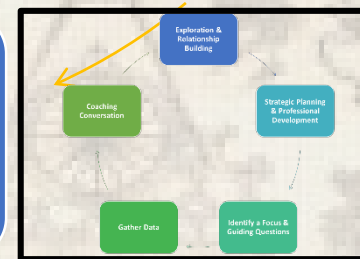 Exploration &
Relationship
Building
Strategic Planning
& Professional
Development
Identify a Focus &
Guiding Questions
Gather Data
Coaching
Conversation